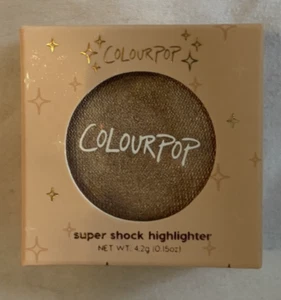 COLOURPOP
COLOURPOP
super shock highlighter
NET WT. 4.2g (0.15oz)